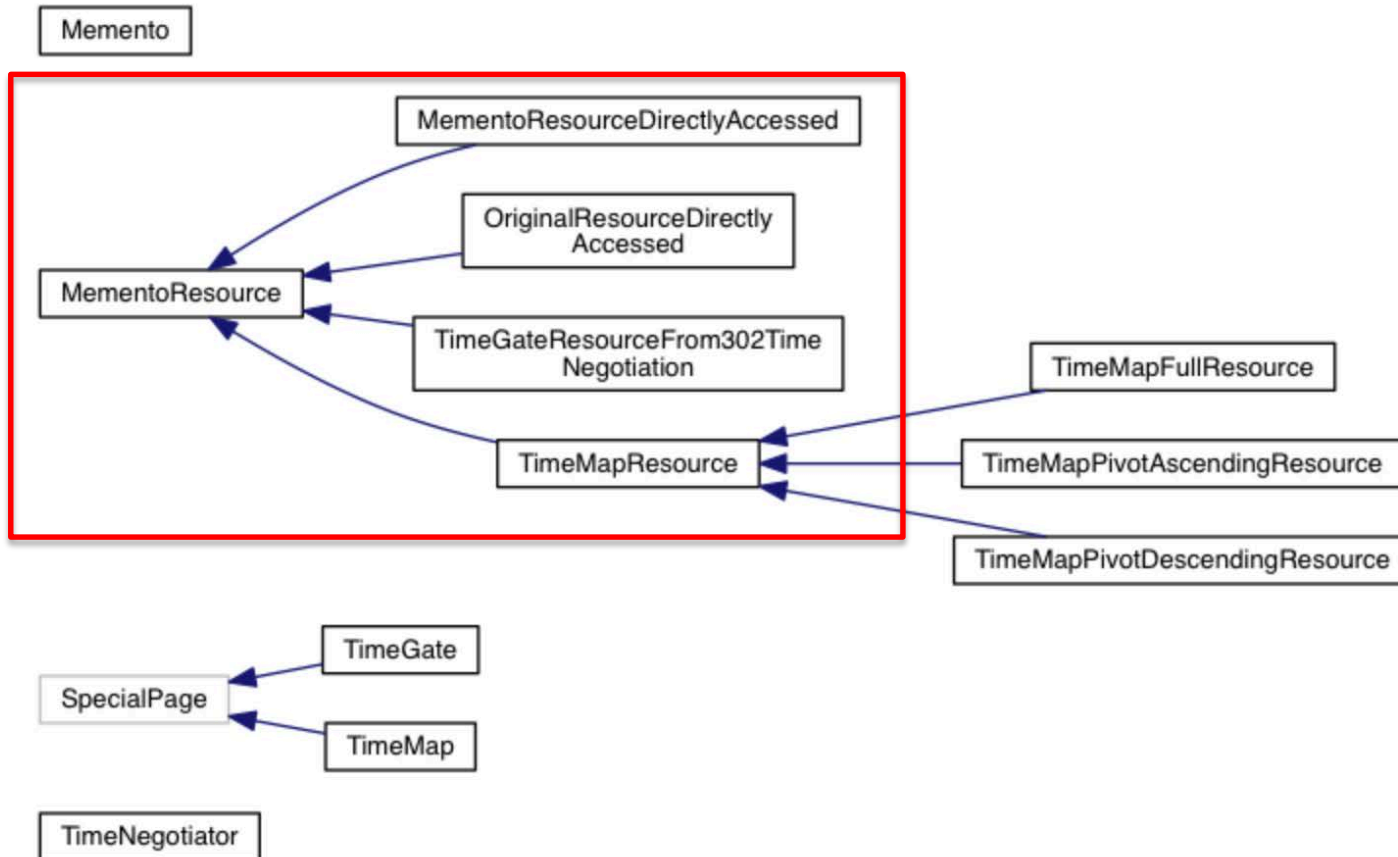 Memento
MementoResourceDirectlyAccessed
OriginalResourceDirectly
Accessed
MementoResource
TimeGateResourceFrom302Time
Negotiation
TimeMapFullResource
TimeMapResource
TimeMapPivotAscendingResource
TimeMapPivotDescendingResource
TimeGate
SpecialPage
TimeMap
TimeNegotiator